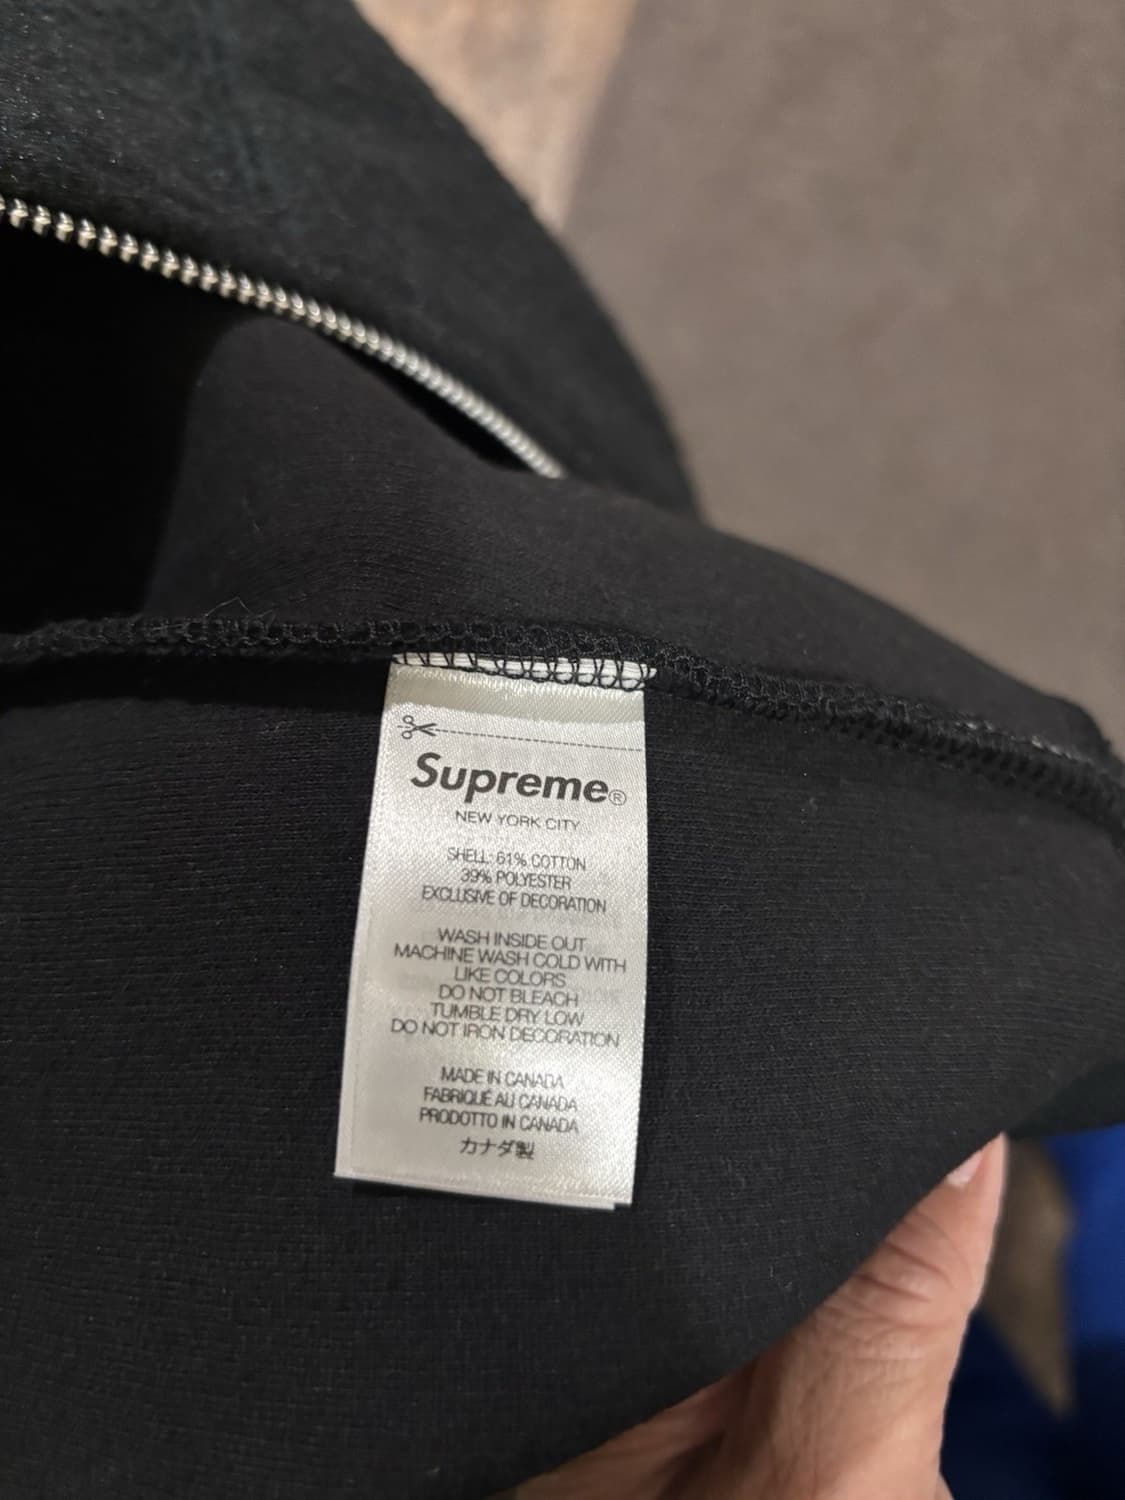 Supreme®
NEW YORK CITY
SHELL: 61% COTTON
39% POLYESTER
EXCLUSIVE OF DECORATION
WASH INSIDE OUT
MACHINE WASH COLD WITH
LIKE COLORS
DO NOT BLEACH
TUMBLE DRY LOW
DO NOT IRON DECORATION
MADE IN CANADA
FABRIQUÉ AU CANADA
PRODOTTO IN CANADA
カナダ製